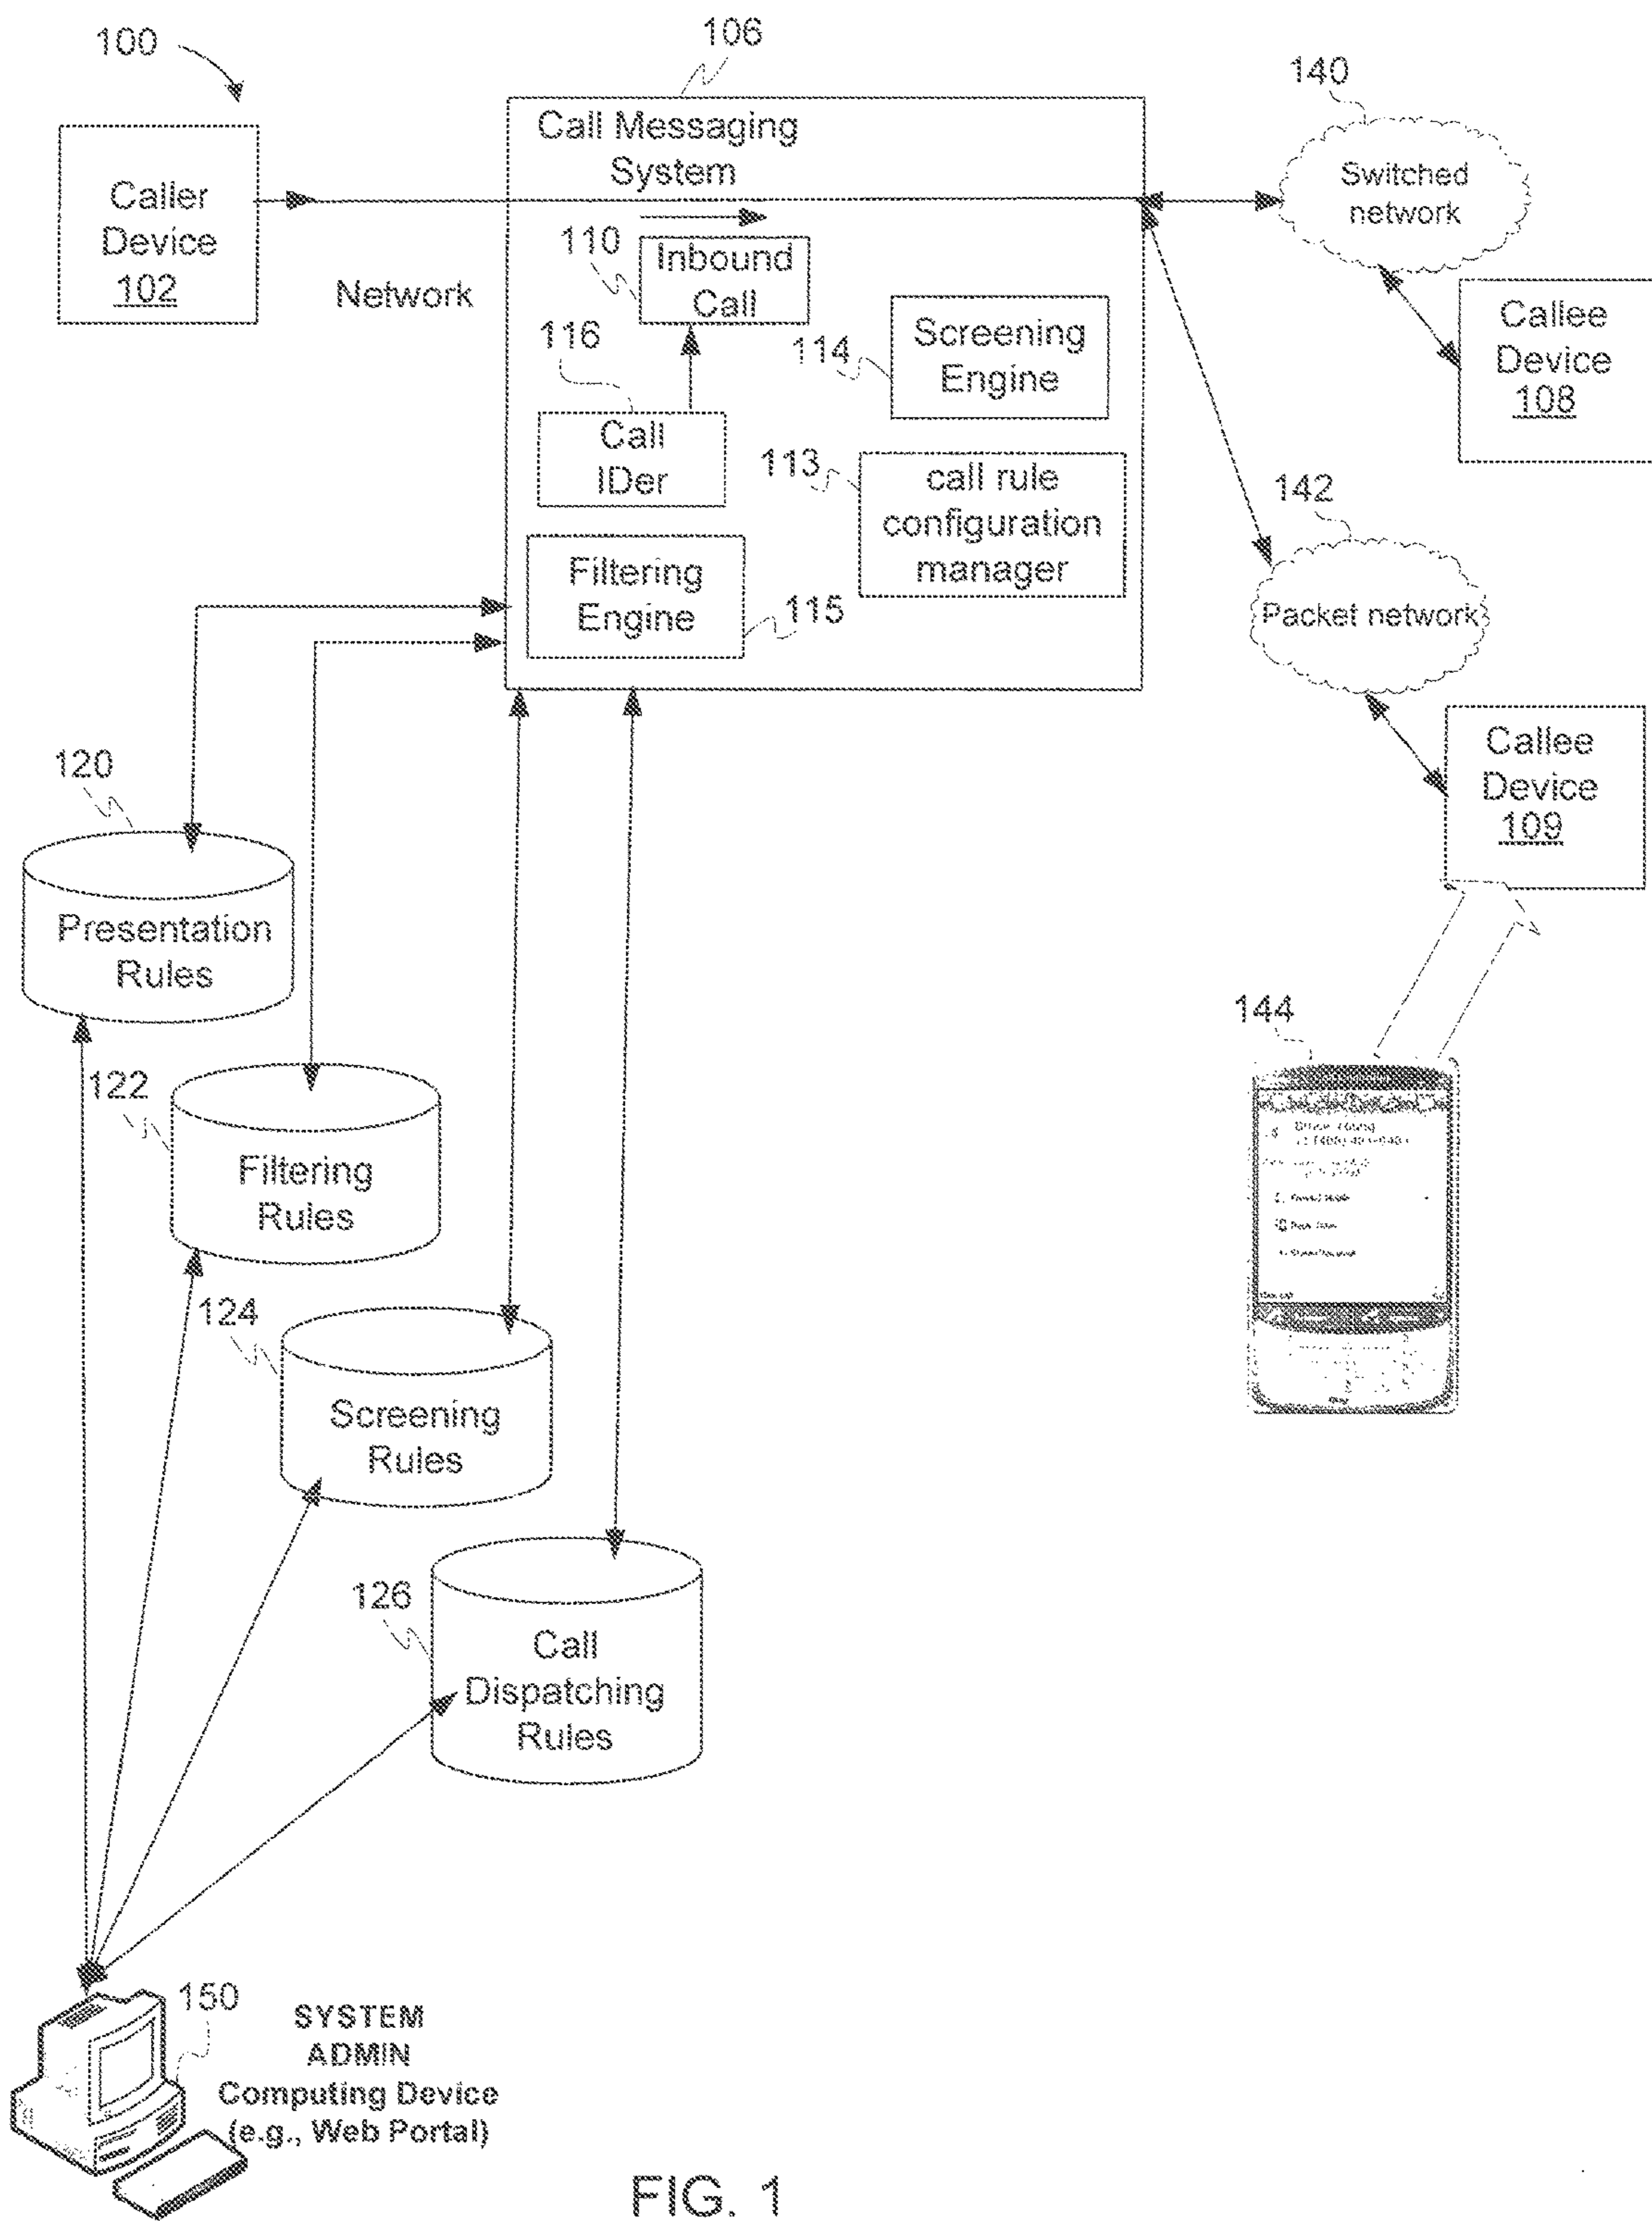 100
106
140
Call Messaging
System
Caller
Device
102
Switched
network
110
Inbound
Call
Network
116
114
Screening
Engine
Callee
Device
108
Call
IDer
113
call rule
configuration
manager
142
Filtering
Engine
115
Packet network
120
Callee
Device
109
Presentation
Rules
144
122
Filtering
Rules
124
Screening
Rules
126
Call
Dispatching
Rules
150
SYSTEM
ADMIN
Computing Device
(e.g., Web Portal)
FIG. 1